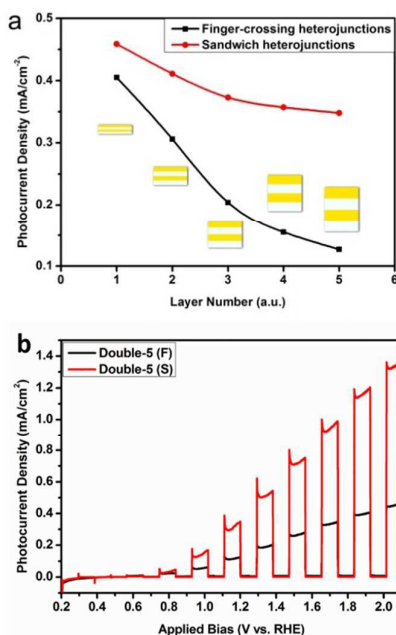 a
Finger-crossing heterojunctions
Sandwich heterojunctions
Photocurrent Density (mA/cm⁻²)
0.5
0.4
0.3
0.2
0.1
0 1 2 3 4 5 6
Layer Number (a.u.)
b
Double-5 (F)
Double-5 (S)
Photocurrent Density (mA/cm²)
1.4
1.2
1.0
0.8
0.6
0.4
0.2
0.0
0.2 0.4 0.6 0.8 1.0 1.2 1.4 1.6 1.8 2.0
Applied Bias (V vs. RHE)